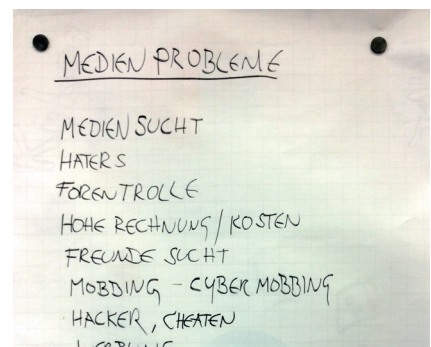 MEDIEN PROBLEME
MEDIEN SUCHT
HATERS
FORENTROLLE
HOHE RECHNUNG/KOSTEN
FREUNDE SUCHT
MOBBING - CYBER MOBBING
HACKER, CHEATEN